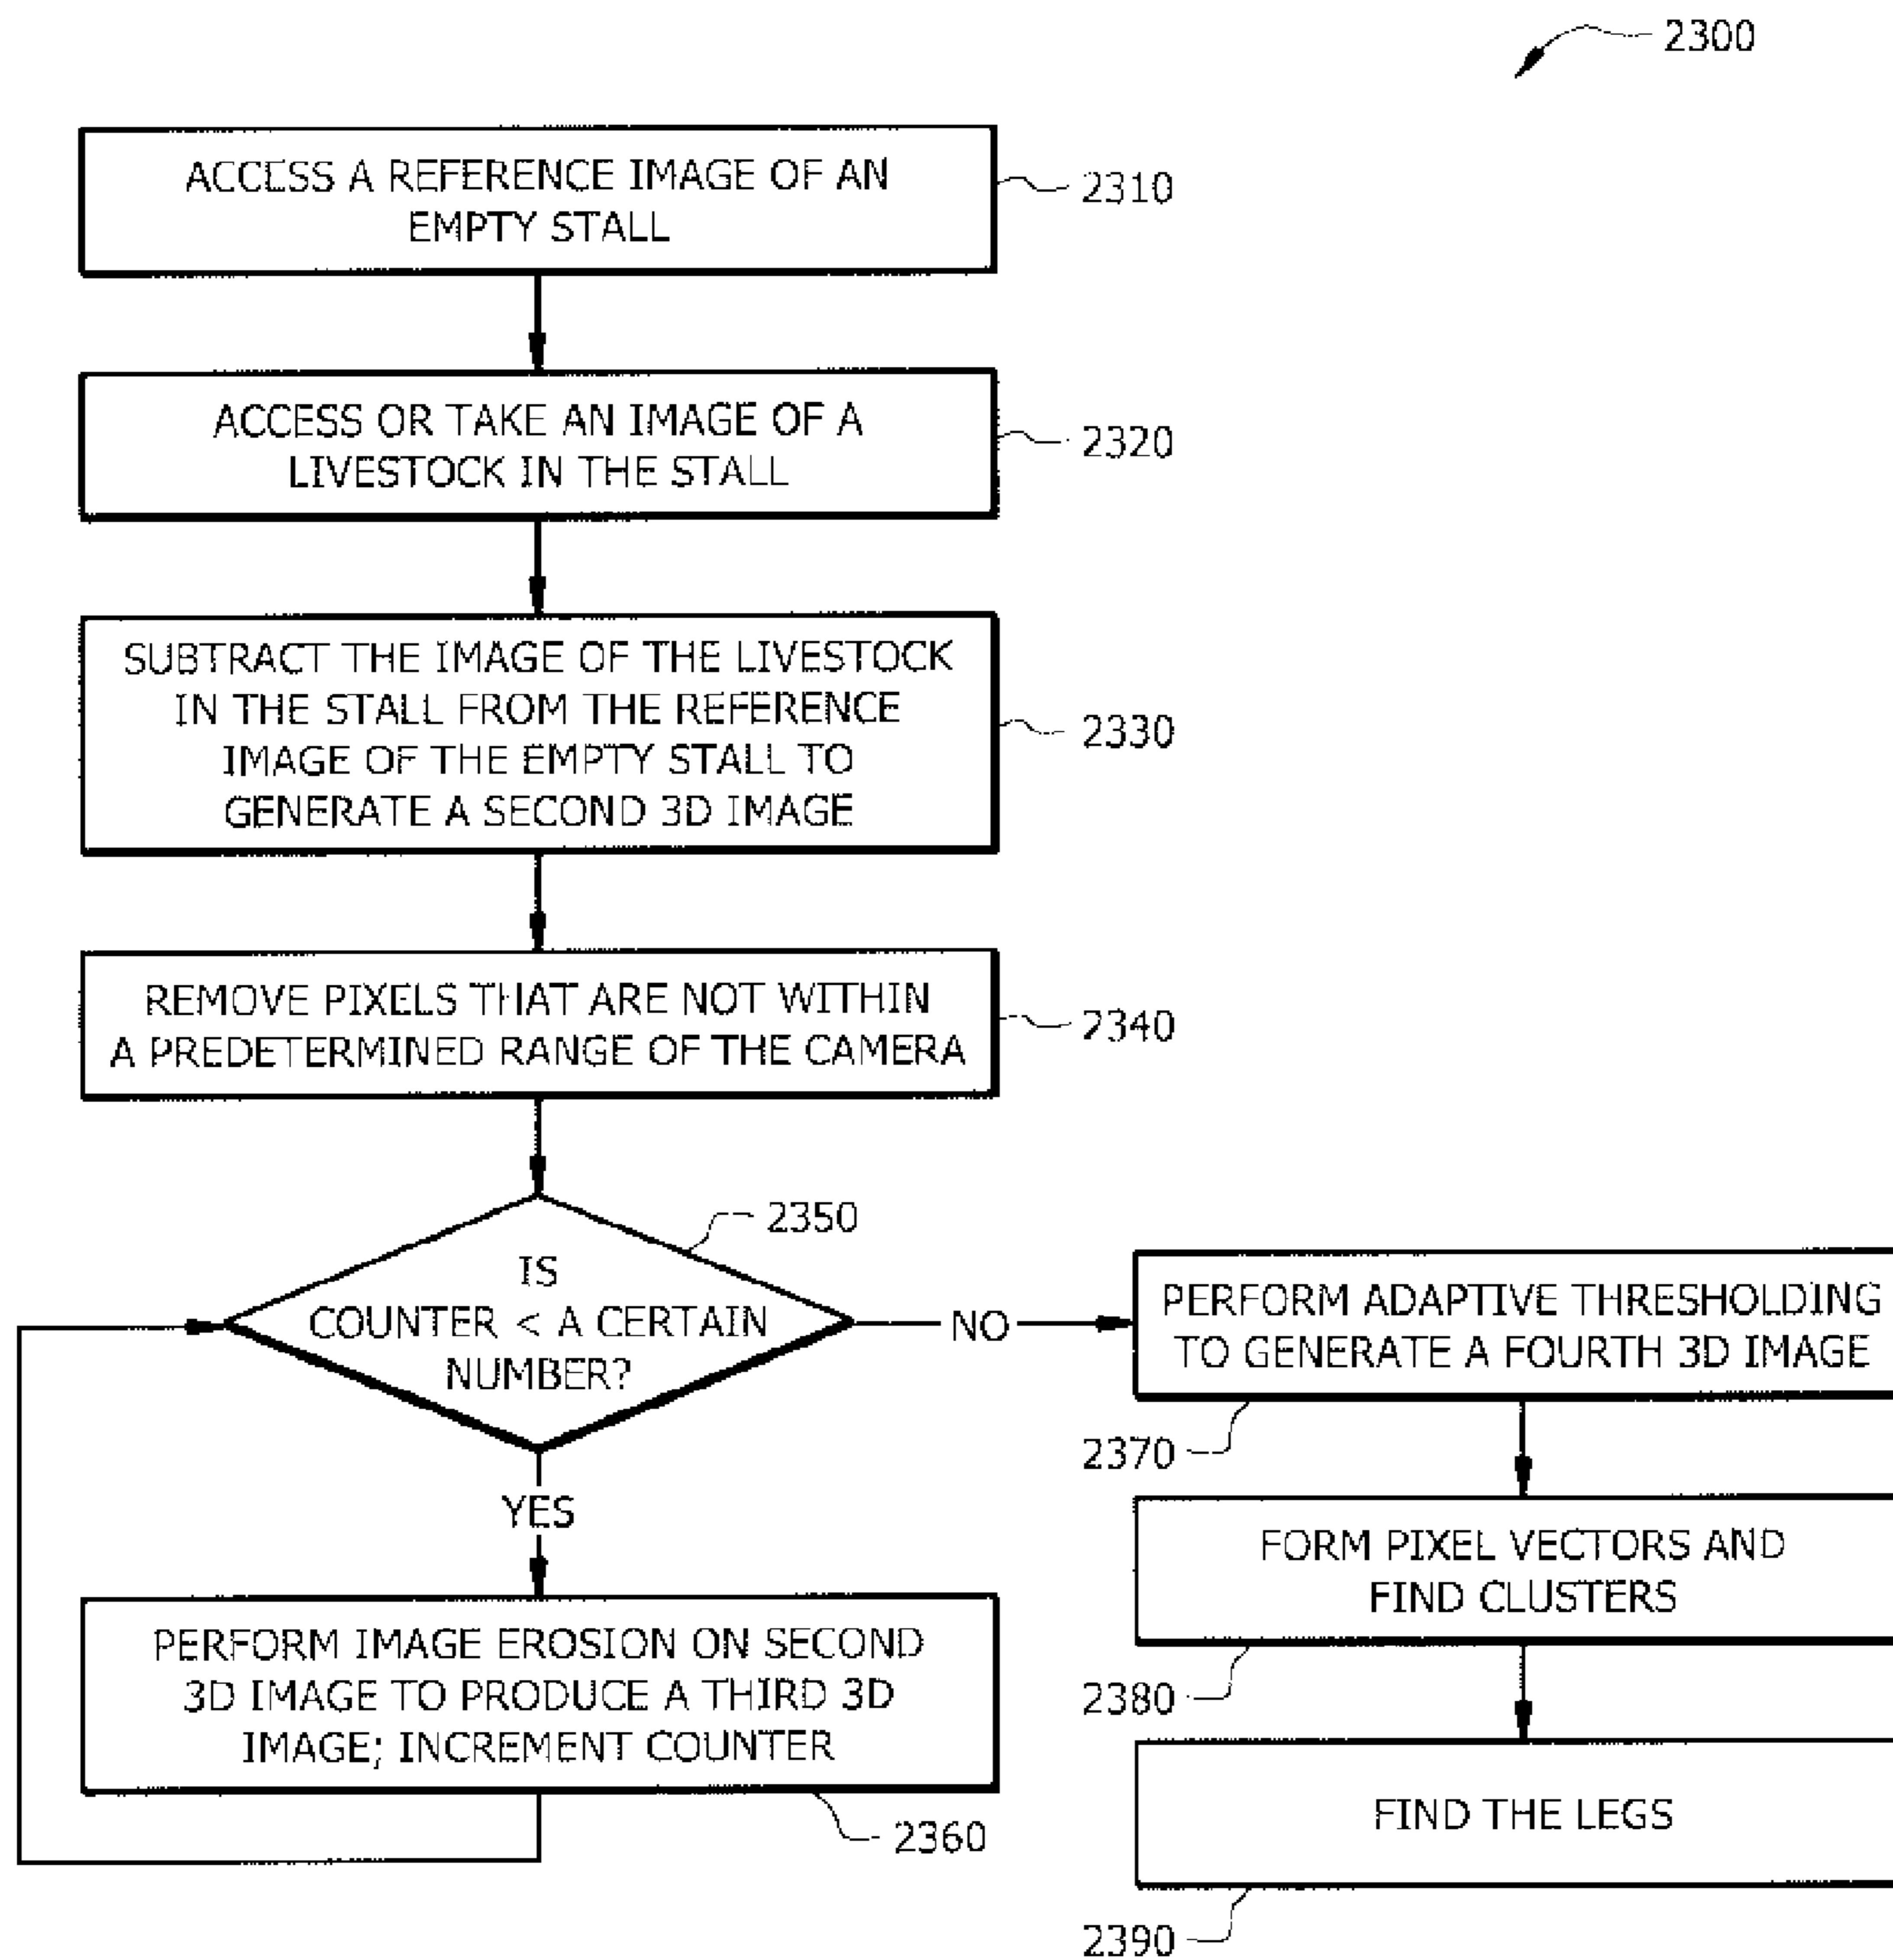 2300
ACCESS A REFERENCE IMAGE OF AN
EMPTY STALL
2310
ACCESS OR TAKE AN IMAGE OF A
LIVESTOCK IN THE STALL
2320
SUBTRACT THE IMAGE OF THE LIVESTOCK
IN THE STALL FROM THE REFERENCE
IMAGE OF THE EMPTY STALL TO
GENERATE A SECOND 3D IMAGE
2330
REMOVE PIXELS THAT ARE NOT WITHIN
A PREDETERMINED RANGE OF THE CAMERA
2340
2350
IS
COUNTER < A CERTAIN
NUMBER?
NO
YES
PERFORM IMAGE EROSION ON SECOND
3D IMAGE TO PRODUCE A THIRD 3D
IMAGE; INCREMENT COUNTER
2360
PERFORM ADAPTIVE THRESHOLDING
TO GENERATE A FOURTH 3D IMAGE
2370
FORM PIXEL VECTORS AND
FIND CLUSTERS
2380
FIND THE LEGS
2390